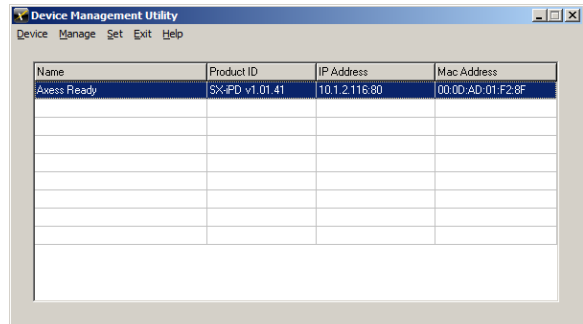 Device Management Utility
Device Manage Set Exit Help
Name Product ID IP Address Mac Address
Axess Ready SX-iPD v1.01.41 10.1.2.116:80 00:0D:AD:01:F2:8F